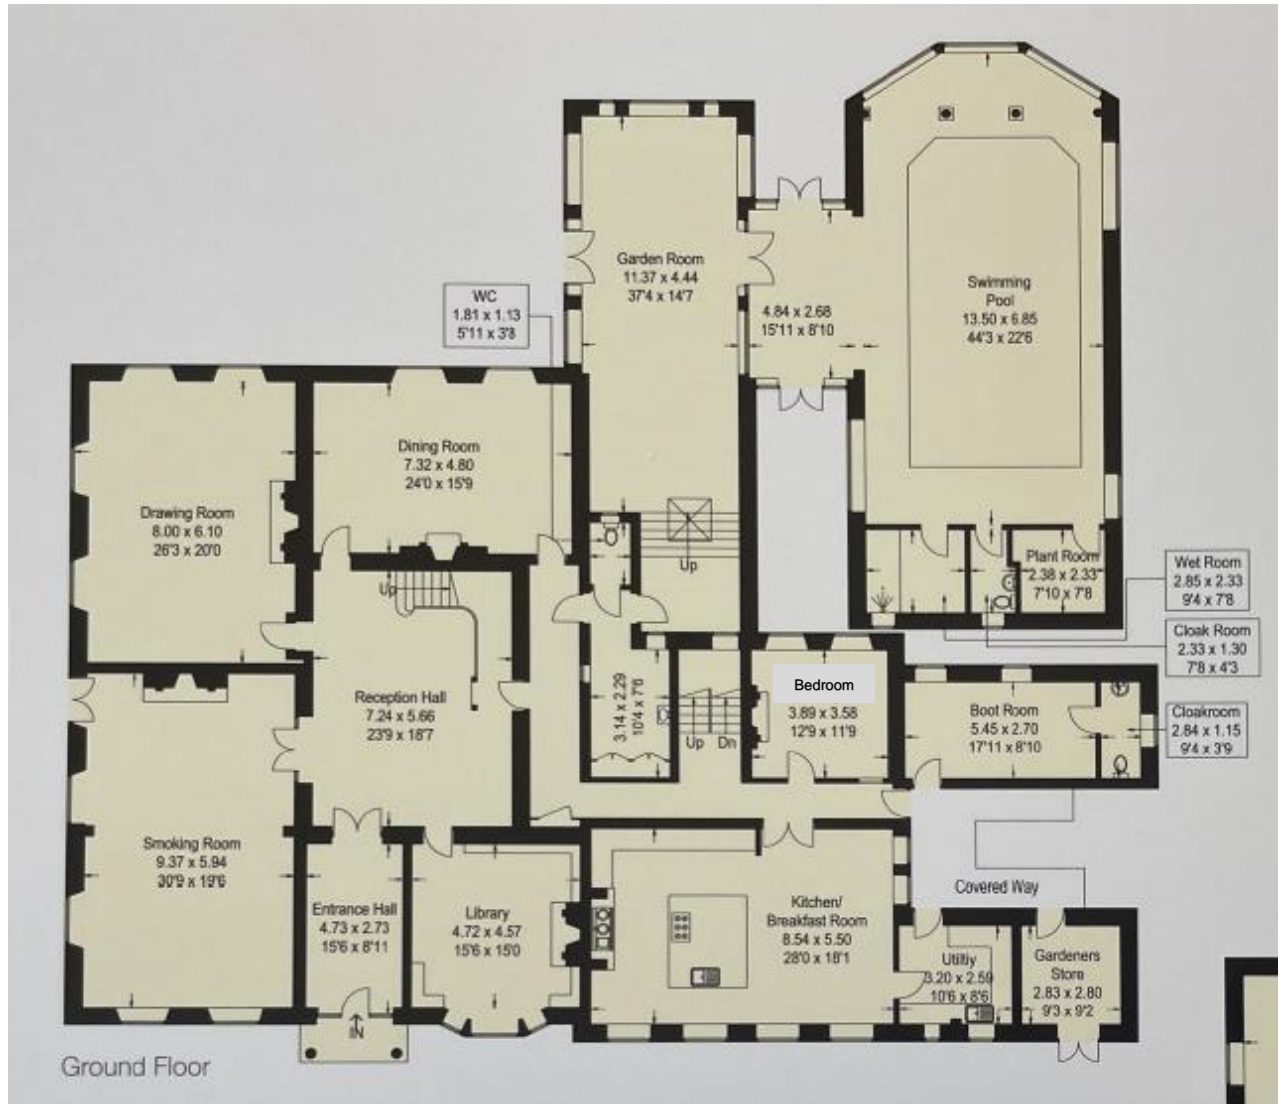 Garden Room
11.37 x 4.44
37'4 x 14'7
WC
1.81 x 1.13
5'11 x 3'8
4.84 x 2.68
15'11 x 8'10
Swimming
Pool
13.50 x 6.85
44'3 x 22'6
Dining Room
7.32 x 4.80
24'0 x 15'9
Drawing Room
8.00 x 6.10
26'3 x 20'0
Up
Up
Plant Room
2.38 x 2.33
7'10 x 7'8
Wet Room
2.85 x 2.33
9'4 x 7'8
Cloak Room
2.33 x 1.30
7'8 x 4'3
Reception Hall
7.24 x 5.66
23'9 x 18'7
3.14 x 2.29
10'4 x 7'6
Up
Dn
Bedroom
3.89 x 3.58
12'9 x 11'9
Boot Room
5.45 x 2.70
17'11 x 8'10
Cloakroom
2.84 x 1.15
9'4 x 3'9
Smoking Room
9.37 x 5.94
30'9 x 19'6
Entrance Hall
4.73 x 2.73
15'6 x 8'11
Library
4.72 x 4.57
15'6 x 15'0
Kitchen/
Breakfast Room
8.54 x 5.50
28'0 x 18'1
Covered Way
Utiltiy
3.20 x 2.59
10'6 x 8'6
Gardeners
Store
2.83 x 2.80
9'3 x 9'2
IN
Ground Floor